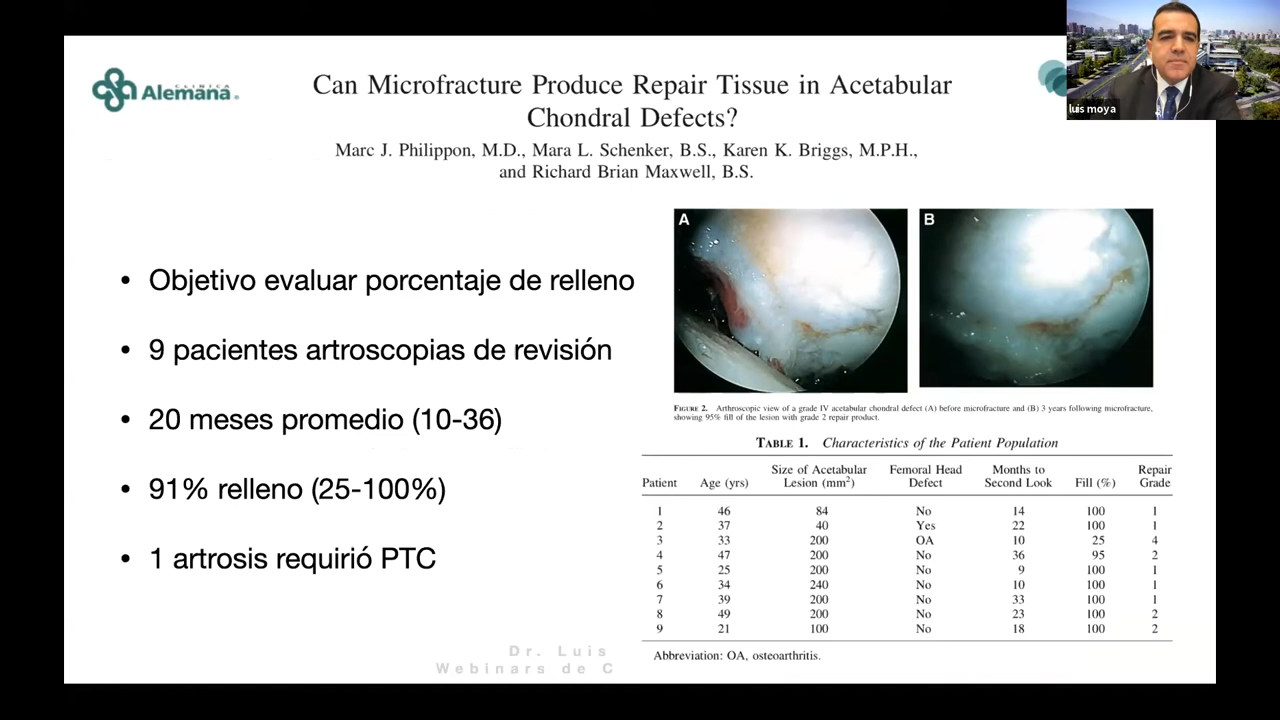 CLINICA
Alemana
Can Microfracture Produce Repair Tissue in Acetabular
Chondral Defects?
Marc J. Philippon, M.D., Mara L. Schenker, B.S., Karen K. Briggs, M.P.H.,
and Richard Brian Maxwell, B.S.
luis moya
• Objetivo evaluar porcentaje de relleno
• 9 pacientes artroscopias de revisión
• 20 meses promedio (10-36)
• 91% relleno (25-100%)
• 1 artrosis requirió PTC
A
B
FIGURE 2. Arthroscopic view of a grade IV acetabular chondral defect (A) before microfracture and (B) 3 years following microfracture,
showing 95% fill of the lesion with grade 2 repair product.
TABLE 1. Characteristics of the Patient Population
Patient Age (yrs) Size of Acetabular Lesion (mm²) Femoral Head Defect Months to Second Look Fill (%) Repair Grade
1 46 84 No 14 100 1
2 37 40 Yes 22 100 1
3 33 200 OA 10 25 4
4 47 200 No 36 95 2
5 25 200 No 9 100 1
6 34 240 No 10 100 1
7 39 200 No 33 100 1
8 49 200 No 23 100 2
9 21 100 No 18 100 2
Abbreviation: OA, osteoarthritis.
Dr. Luis
Webinars de C